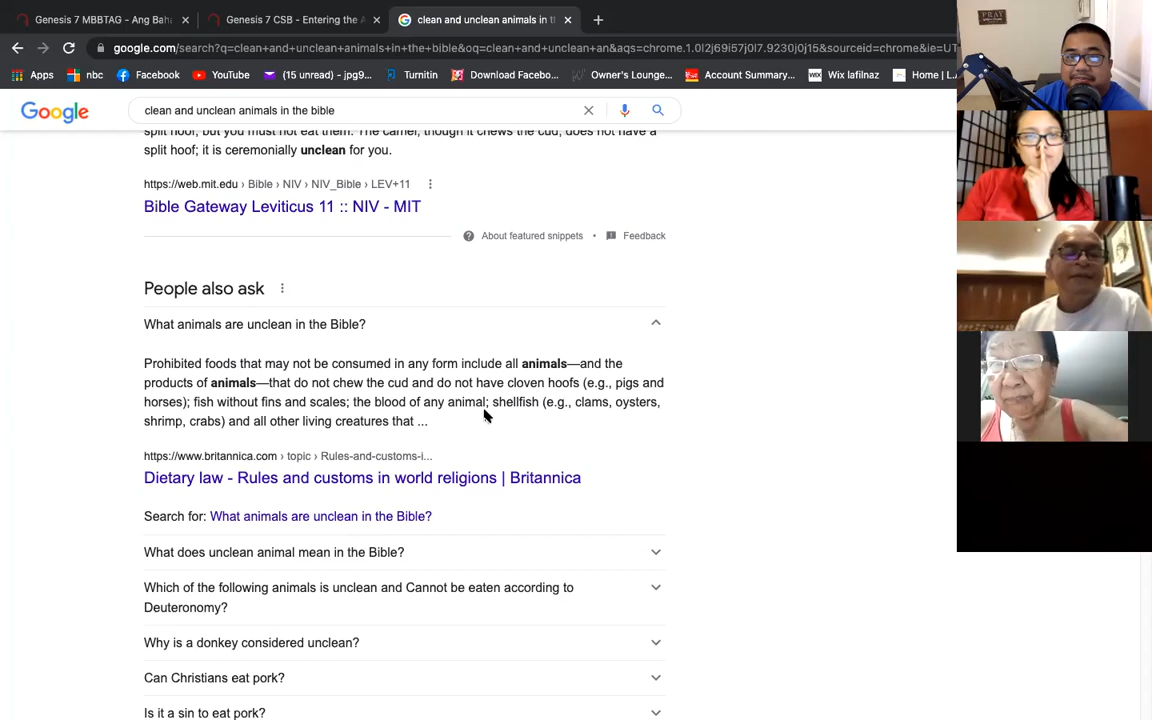 Genesis 7 MBBTAG - Ang Bah
Genesis 7 CSB - Entering the A
clean and unclean animals in th
google.com/search?q=clean+and+unclean+animals+in+the+bible&oq=clean+and+unclean+an&aqs=chrome.1.0l2j69i57j0l7.9230j0j15&sourceid=chrome&ie=UT
Apps
nbc
Facebook
YouTube
(15 unread) - jpg9...
Turnitin
Download Facebo...
Owner's Lounge...
Account Summary...
WIX
Wix lafilnaz
Home | L.A
PRAY
Google
clean and unclean animals in the bible
split hoof, but you must not eat them. The camel, though it chews the cud, does not have a
split hoof; it is ceremonially unclean for you.
https://web.mit.edu › Bible › NIV › NIV_Bible › LEV+11
Bible Gateway Leviticus 11 :: NIV - MIT
About featured snippets • Feedback
People also ask
What animals are unclean in the Bible?
Prohibited foods that may not be consumed in any form include all animals—and the
products of animals—that do not chew the cud and do not have cloven hoofs (e.g., pigs and
horses); fish without fins and scales; the blood of any animal; shellfish (e.g., clams, oysters,
shrimp, crabs) and all other living creatures that ...
https://www.britannica.com › topic › Rules-and-customs-i...
Dietary law - Rules and customs in world religions | Britannica
Search for: What animals are unclean in the Bible?
What does unclean animal mean in the Bible?
Which of the following animals is unclean and Cannot be eaten according to
Deuteronomy?
Why is a donkey considered unclean?
Can Christians eat pork?
Is it a sin to eat pork?